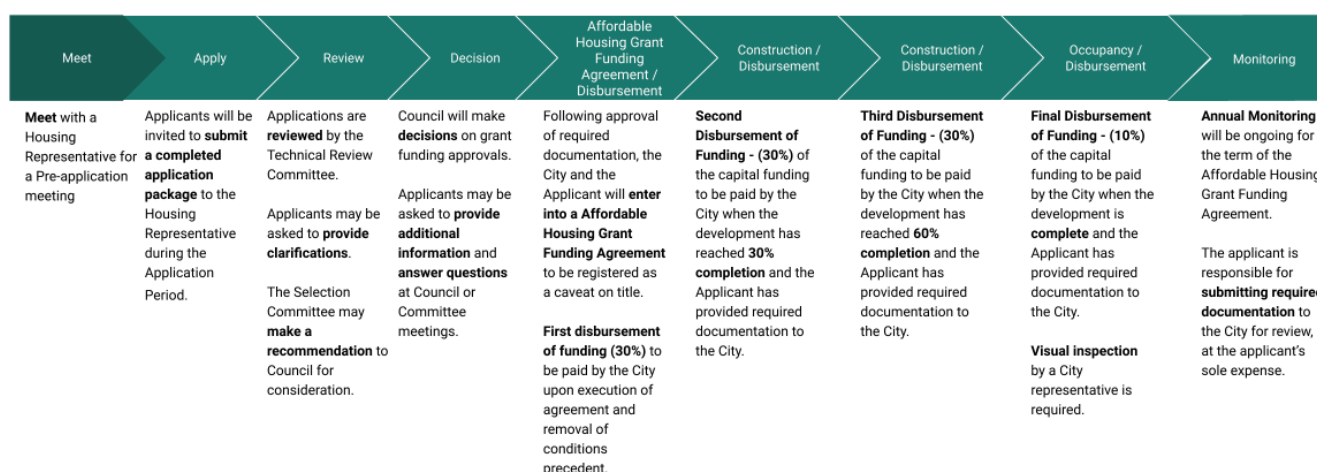 Meet
Apply
Review
Decision
Affordable
Housing Grant
Funding
Agreement /
Disbursement
Construction /
Disbursement
Construction /
Disbursement
Occupancy /
Disbursement
Monitoring
Meet with a
Housing
Representative for
a Pre-application
meeting
Applicants will be
invited to submit
a completed
application
package to the
Housing
Representative
during the
Application
Period.
Applications are
reviewed by the
Technical Review
Committee.
Applicants may be
asked to provide
clarifications.
The Selection
Committee may
make a
recommendation to
Council for
consideration.
Council will make
decisions on grant
funding approvals.
Applicants may be
asked to provide
additional
information and
answer questions
at Council or
Committee
meetings.
Following approval
of required
documentation, the
City and the
Applicant will enter
into a Affordable
Housing Grant
Funding Agreement
to be registered as
a caveat on title.
First disbursement
of funding (30%) to
be paid by the City
upon execution of
agreement and
removal of
conditions
precedent.
Second
Disbursement of
Funding - (30%) of
the capital funding
to be paid by the
City when the
development has
reached 30%
completion and the
Applicant has
provided required
documentation to
the City.
Third Disbursement
of Funding - (30%)
of the capital
funding to be paid
by the City when the
development has
reached 60%
completion and the
Applicant has
provided required
documentation to
the City.
Final Disbursement
of Funding - (10%)
of the capital
funding to be paid
by the City when the
development is
complete and the
Applicant has
provided required
documentation to
the City.
Visual inspection
by a City
representative is
required.
Annual Monitoring
will be ongoing for
the term of the
Affordable Housing
Grant Funding
Agreement.
The applicant is
responsible for
submitting required
documentation to
the City for review,
at the applicant's
sole expense.